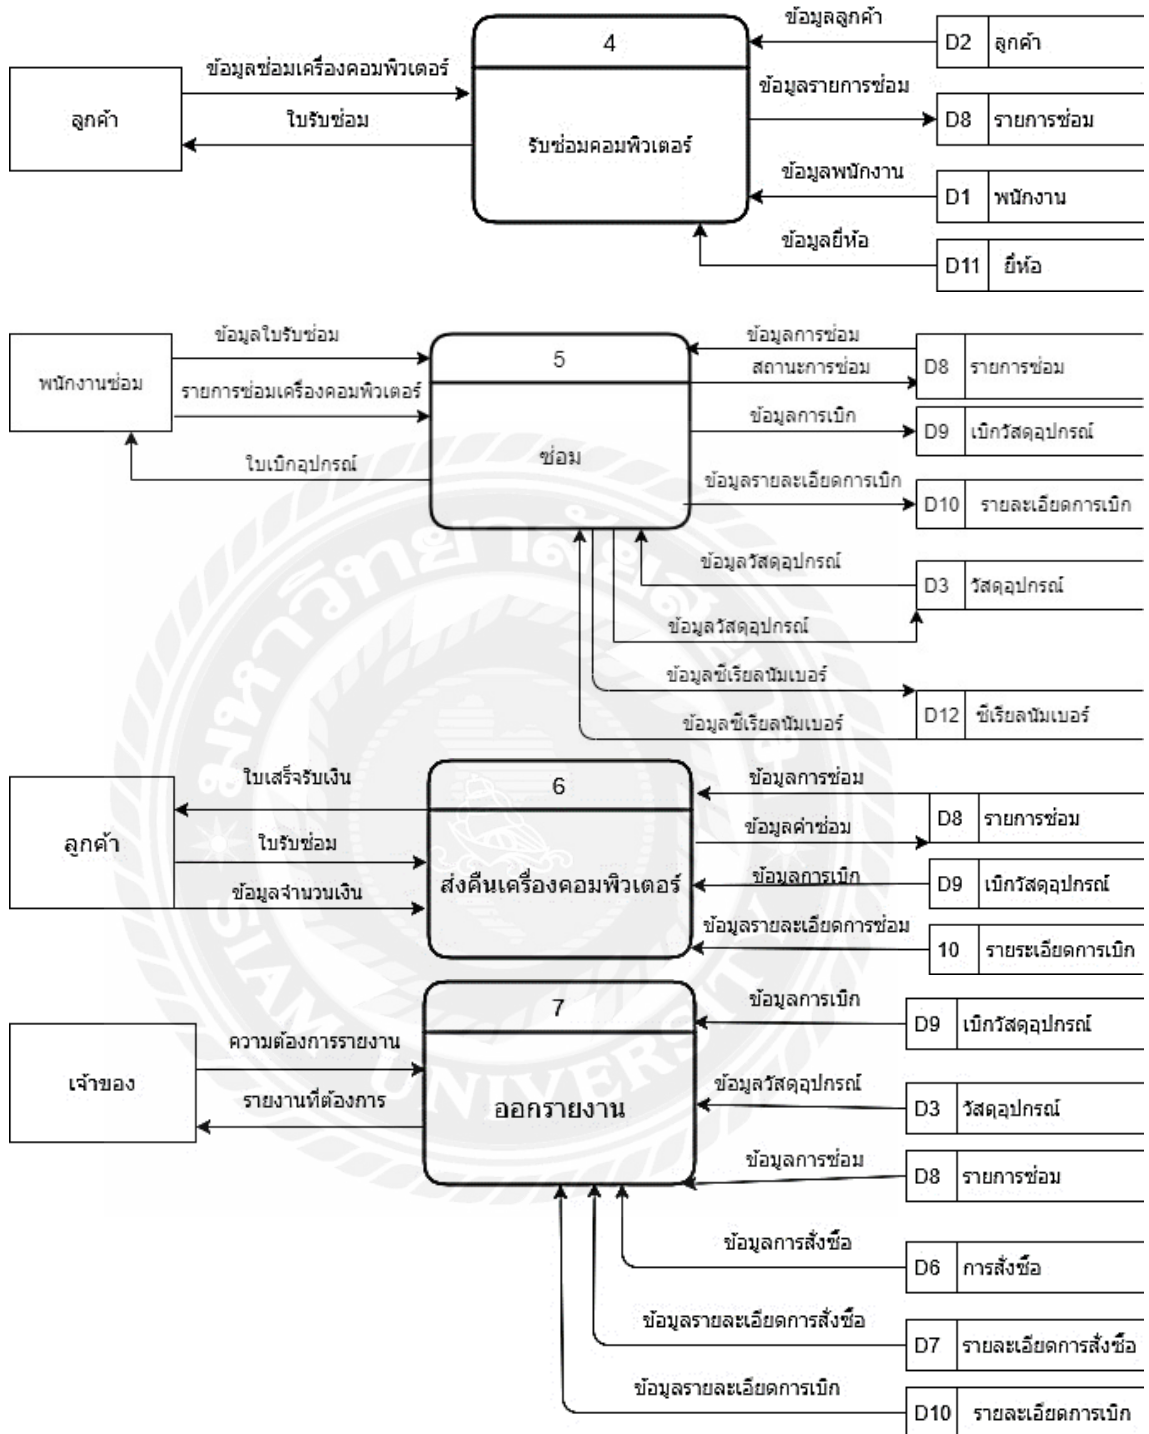 ข้อมูลลูกค้า
4
D2 ลูกค้า
ข้อมูลซ่อมเครื่องคอมพิวเตอร์
ข้อมูลรายการซ่อม
ลูกค้า
ใบรับซ่อม
D8 รายการซ่อม
รับซ่อมคอมพิวเตอร์
ข้อมูลพนักงาน
D1 พนักงาน
ข้อมูลยี่ห้อ
D11 ยี่ห้อ
ข้อมูลใบรับซ่อม
ข้อมูลการซ่อม
5
สถานะการซ่อม
D8 รายการซ่อม
พนักงานซ่อม
รายการซ่อมเครื่องคอมพิวเตอร์
ข้อมูลการเบิก
D9 เบิกวัสดุอุปกรณ์
ใบเบิกอุปกรณ์
ซ่อม
ข้อมูลรายละเอียดการเบิก
D10 รายละเอียดการเบิก
ข้อมูลวัสดุอุปกรณ์
D3 วัสดุอุปกรณ์
ข้อมูลวัสดุอุปกรณ์
ข้อมูลซีเรียลนัมเบอร์
ข้อมูลซีเรียลนัมเบอร์
D12 ซีเรียลนัมเบอร์
ใบเสร็จรับเงิน
6
ข้อมูลการซ่อม
D8 รายการซ่อม
ลูกค้า
ใบรับซ่อม
ข้อมูลค่าซ่อม
ข้อมูลจำนวนเงิน
ส่งคืนเครื่องคอมพิวเตอร์
ข้อมูลการเบิก
D9 เบิกวัสดุอุปกรณ์
ข้อมูลรายละเอียดการซ่อม
10 รายระเอียดการเบิก
7
ข้อมูลการเบิก
D9 เบิกวัสดุอุปกรณ์
ความต้องการรายงาน
เจ้าของ
รายงานที่ต้องการ
ออกรายงาน
ข้อมูลวัสดุอุปกรณ์
D3 วัสดุอุปกรณ์
ข้อมูลการซ่อม
D8 รายการซ่อม
ข้อมูลการสั่งซื้อ
D6 การสั่งซื้อ
ข้อมูลรายละเอียดการสั่งซื้อ
D7 รายละเอียดการสั่งซื้อ
ข้อมูลรายละเอียดการเบิก
D10 รายละเอียดการเบิก
มหาวิทยาลัยสยาม
SIAM UNIVERSITY